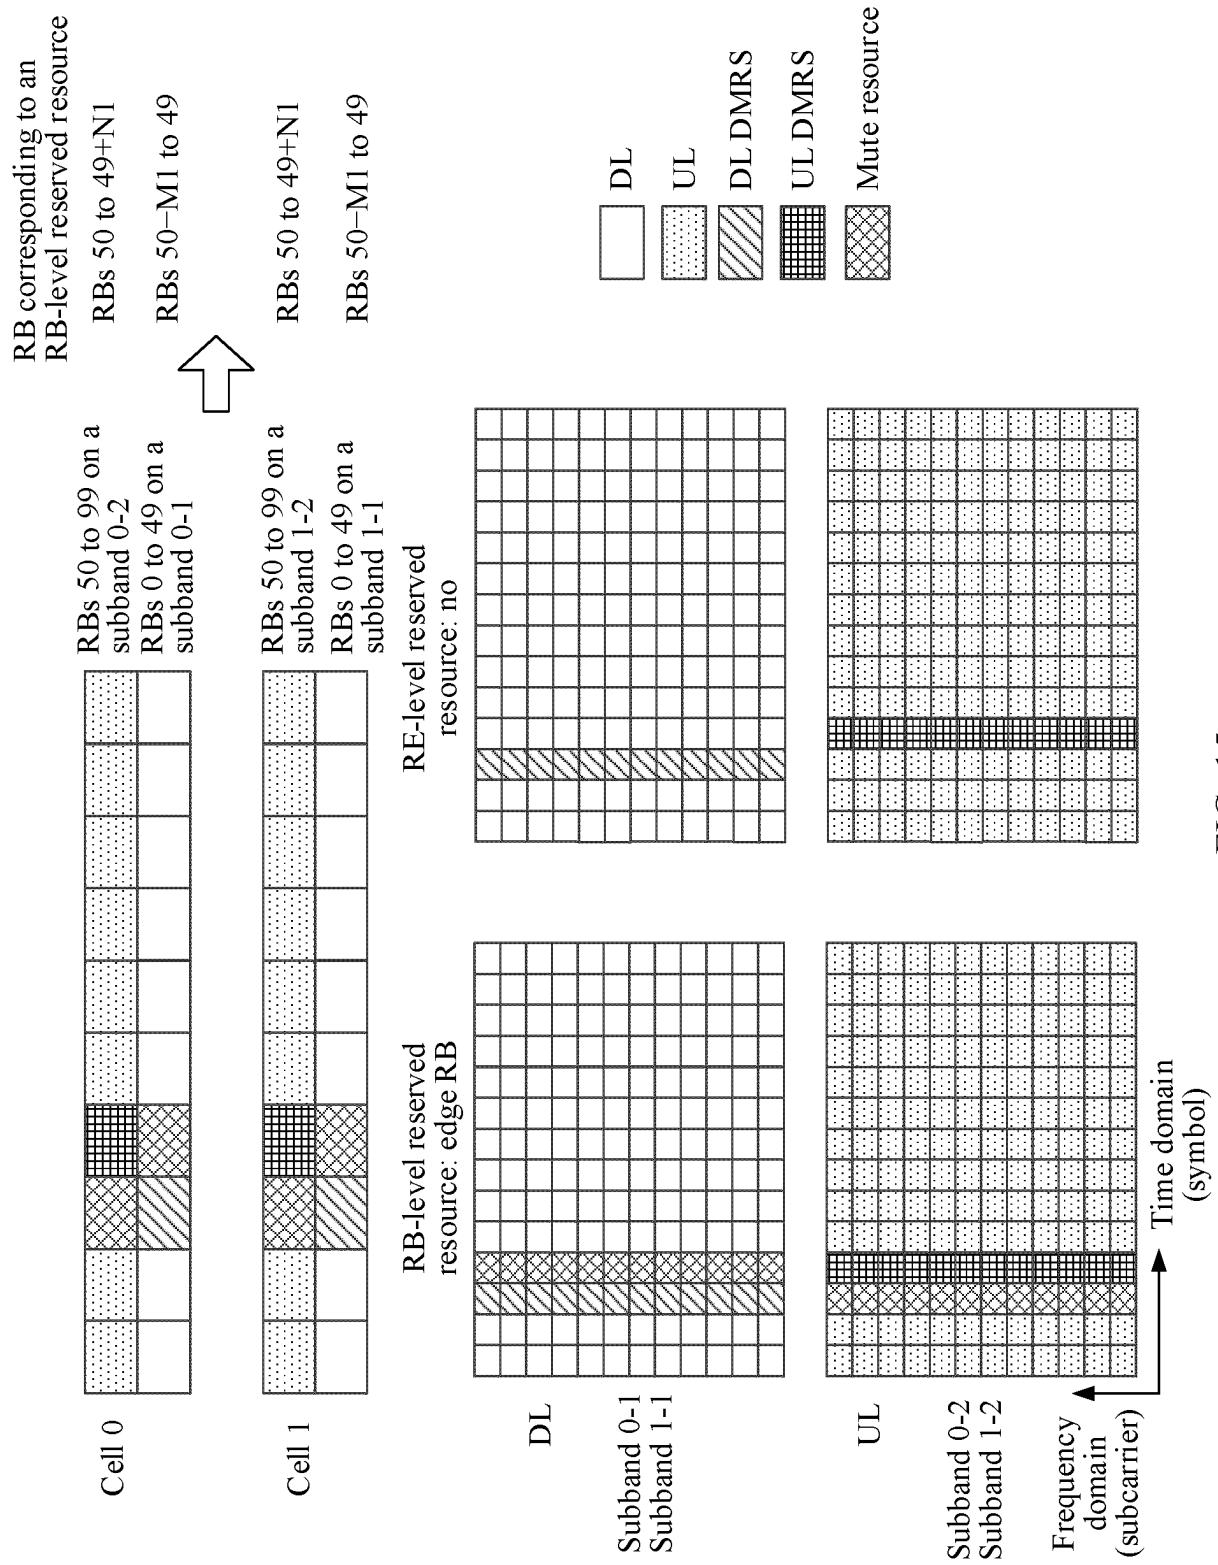 RB corresponding to an
RB-level reserved resource
Cell 0
RBs 50 to 99 on a
subband 0-2
RBs 0 to 49 on a
subband 0-1
RBs 50 to 49+N1
RBs 50−M1 to 49
Cell 1
RBs 50 to 99 on a
subband 1-2
RBs 0 to 49 on a
subband 1-1
RBs 50 to 49+N1
RBs 50−M1 to 49
RB-level reserved
resource: edge RB
RE-level reserved
resource: no
DL
Subband 0-1
Subband 1-1
UL
Subband 0-2
Subband 1-2
Frequency
domain
(subcarrier)
Time domain
(symbol)
DL
UL
DL DMRS
UL DMRS
Mute resource